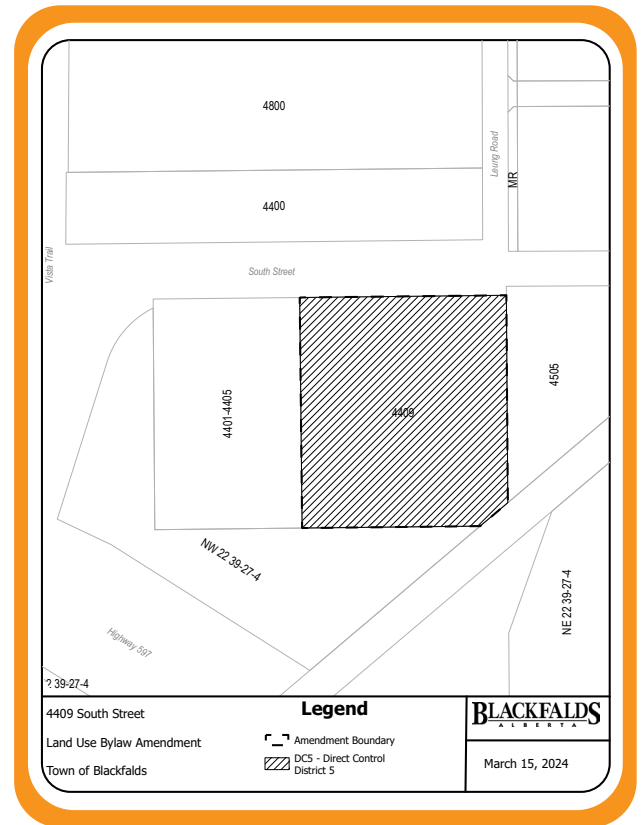 4800
Leung Road
MR
4400
Vista Trail
South Street
4401-4405
4409
4505
NW 22 39-27-4
NE 22 39-27-4
Highway 597
39-27-4
4409 South Street
Land Use Bylaw Amendment
Town of Blackfalds
Legend
Amendment Boundary
DC5 - Direct Control
District 5
BLACKFALDS
ALBERTA
March 15, 2024